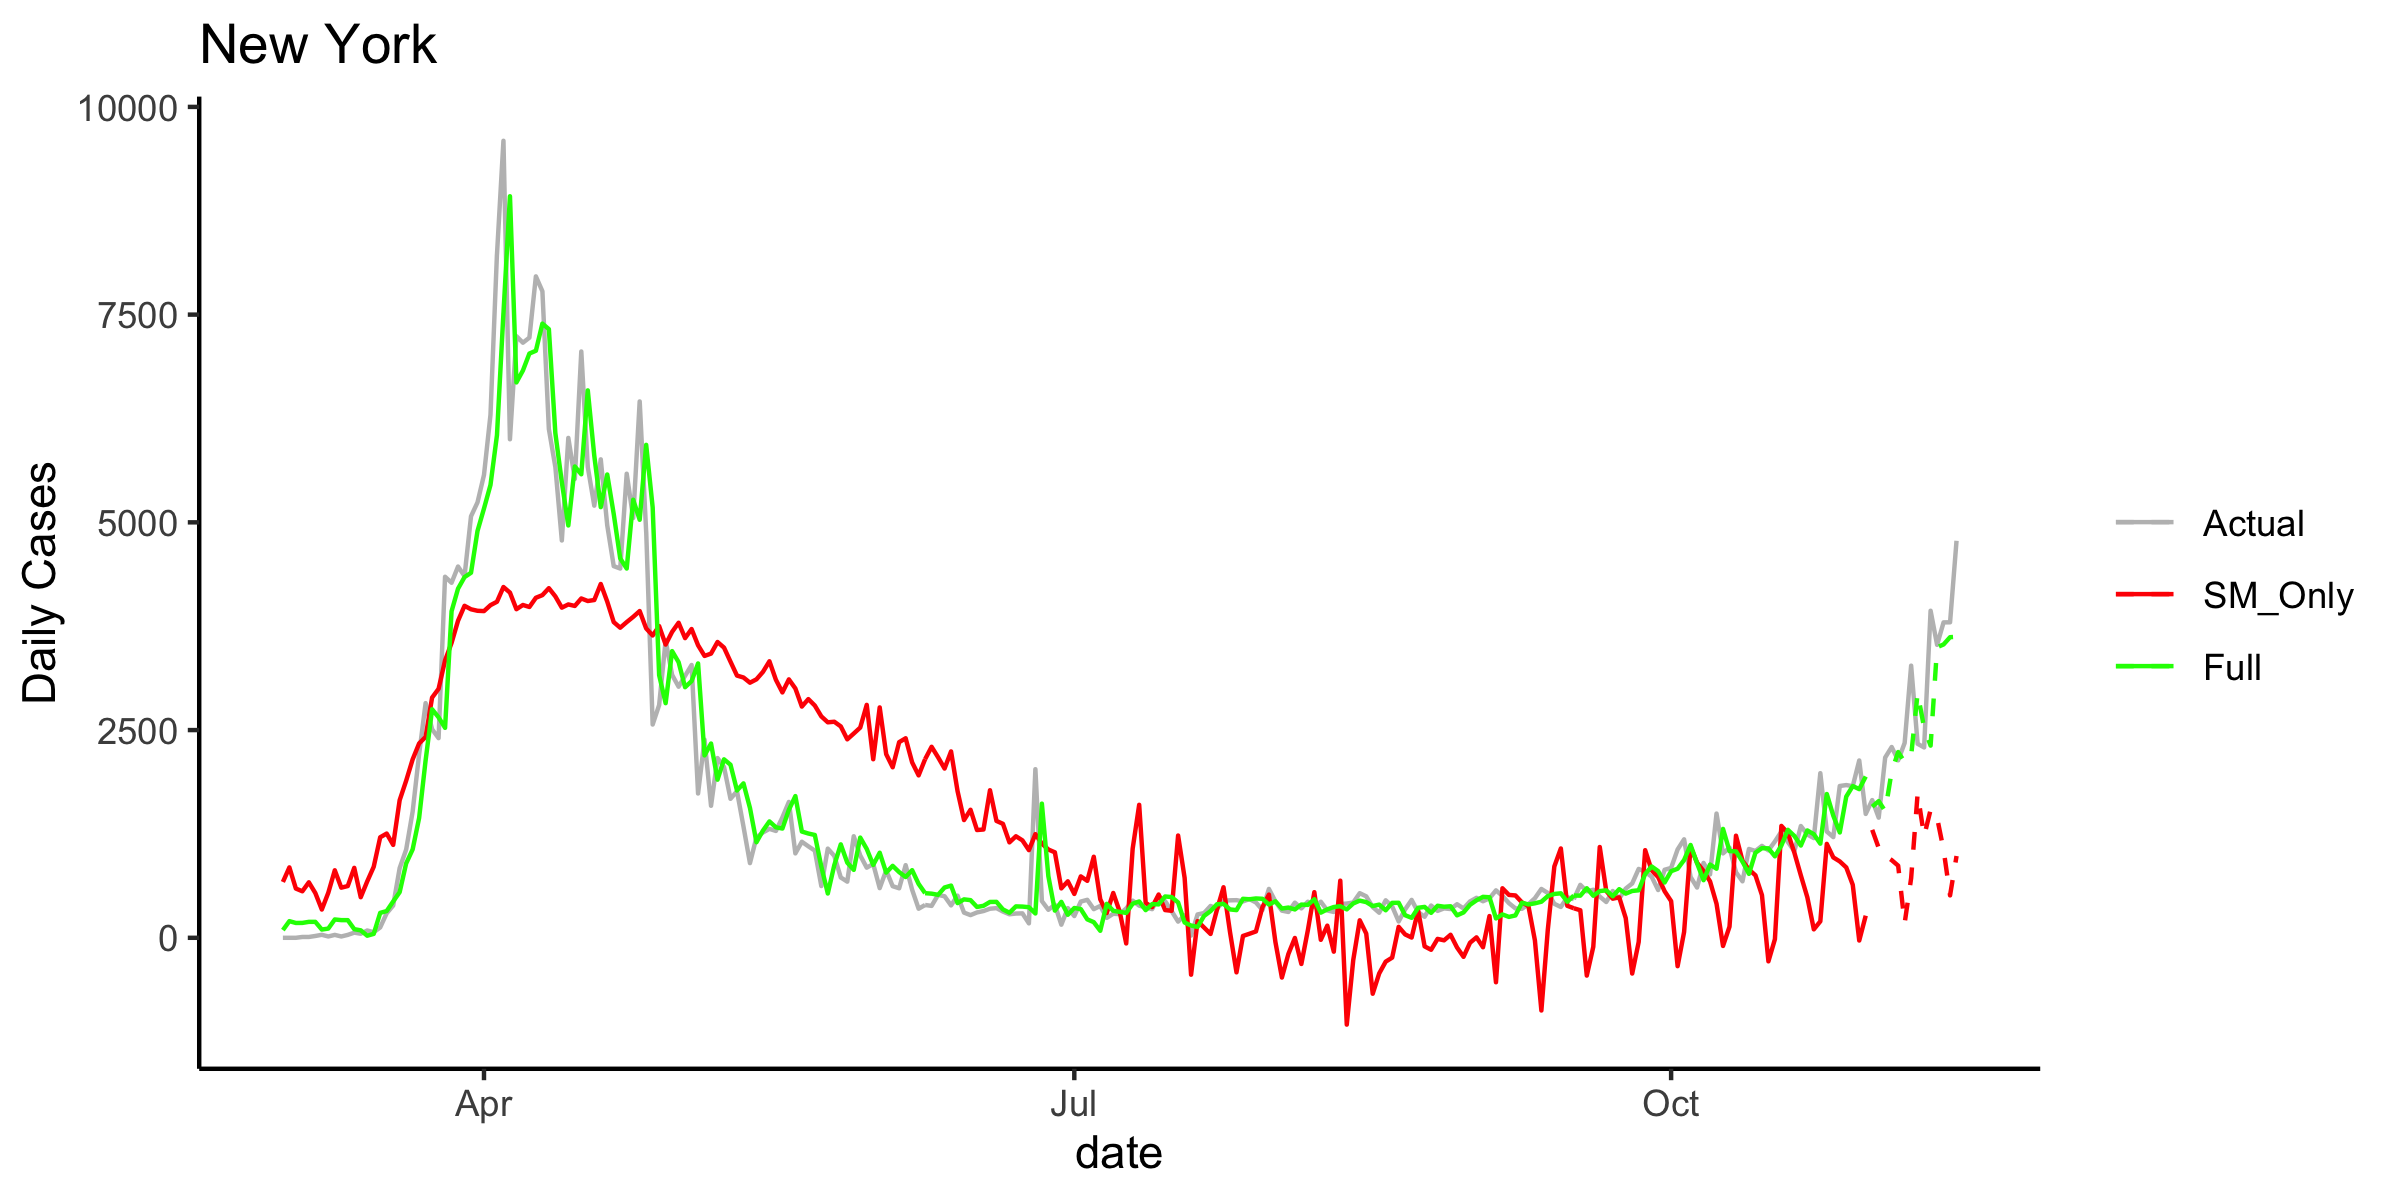 New York
10000
7500
5000
2500
0
Daily Cases
Apr
Jul
Oct
date
Actual
SM_Only
Full